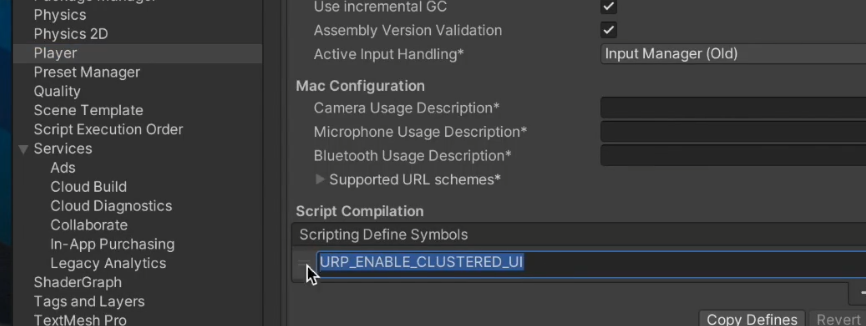 Physics
Physics 2D
Player
Preset Manager
Quality
Scene Template
Script Execution Order
Services
Ads
Cloud Build
Cloud Diagnostics
Collaborate
In-App Purchasing
Legacy Analytics
ShaderGraph
Tags and Layers
TextMesh Pro
Use incremental GC
Assembly Version Validation
Active Input Handling* Input Manager (Old)
Mac Configuration
Camera Usage Description*
Microphone Usage Description*
Bluetooth Usage Description*
Supported URL schemes*
Script Compilation
Scripting Define Symbols
URP_ENABLE_CLUSTERED_UI
Copy Defines Revert